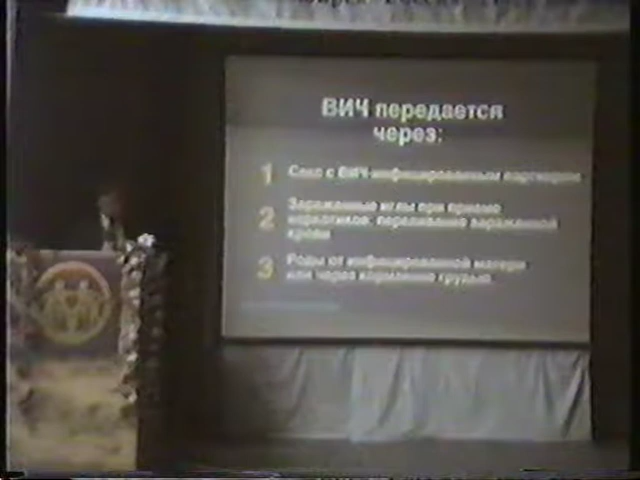 ВИЧ передается
через:
1 Секс с ВИЧ-инфицированным партнером
2 Зараженные иглы при приеме
наркотиков; переливание зараженной
крови
3 Роды от инфицированной матери
или через кормление грудью